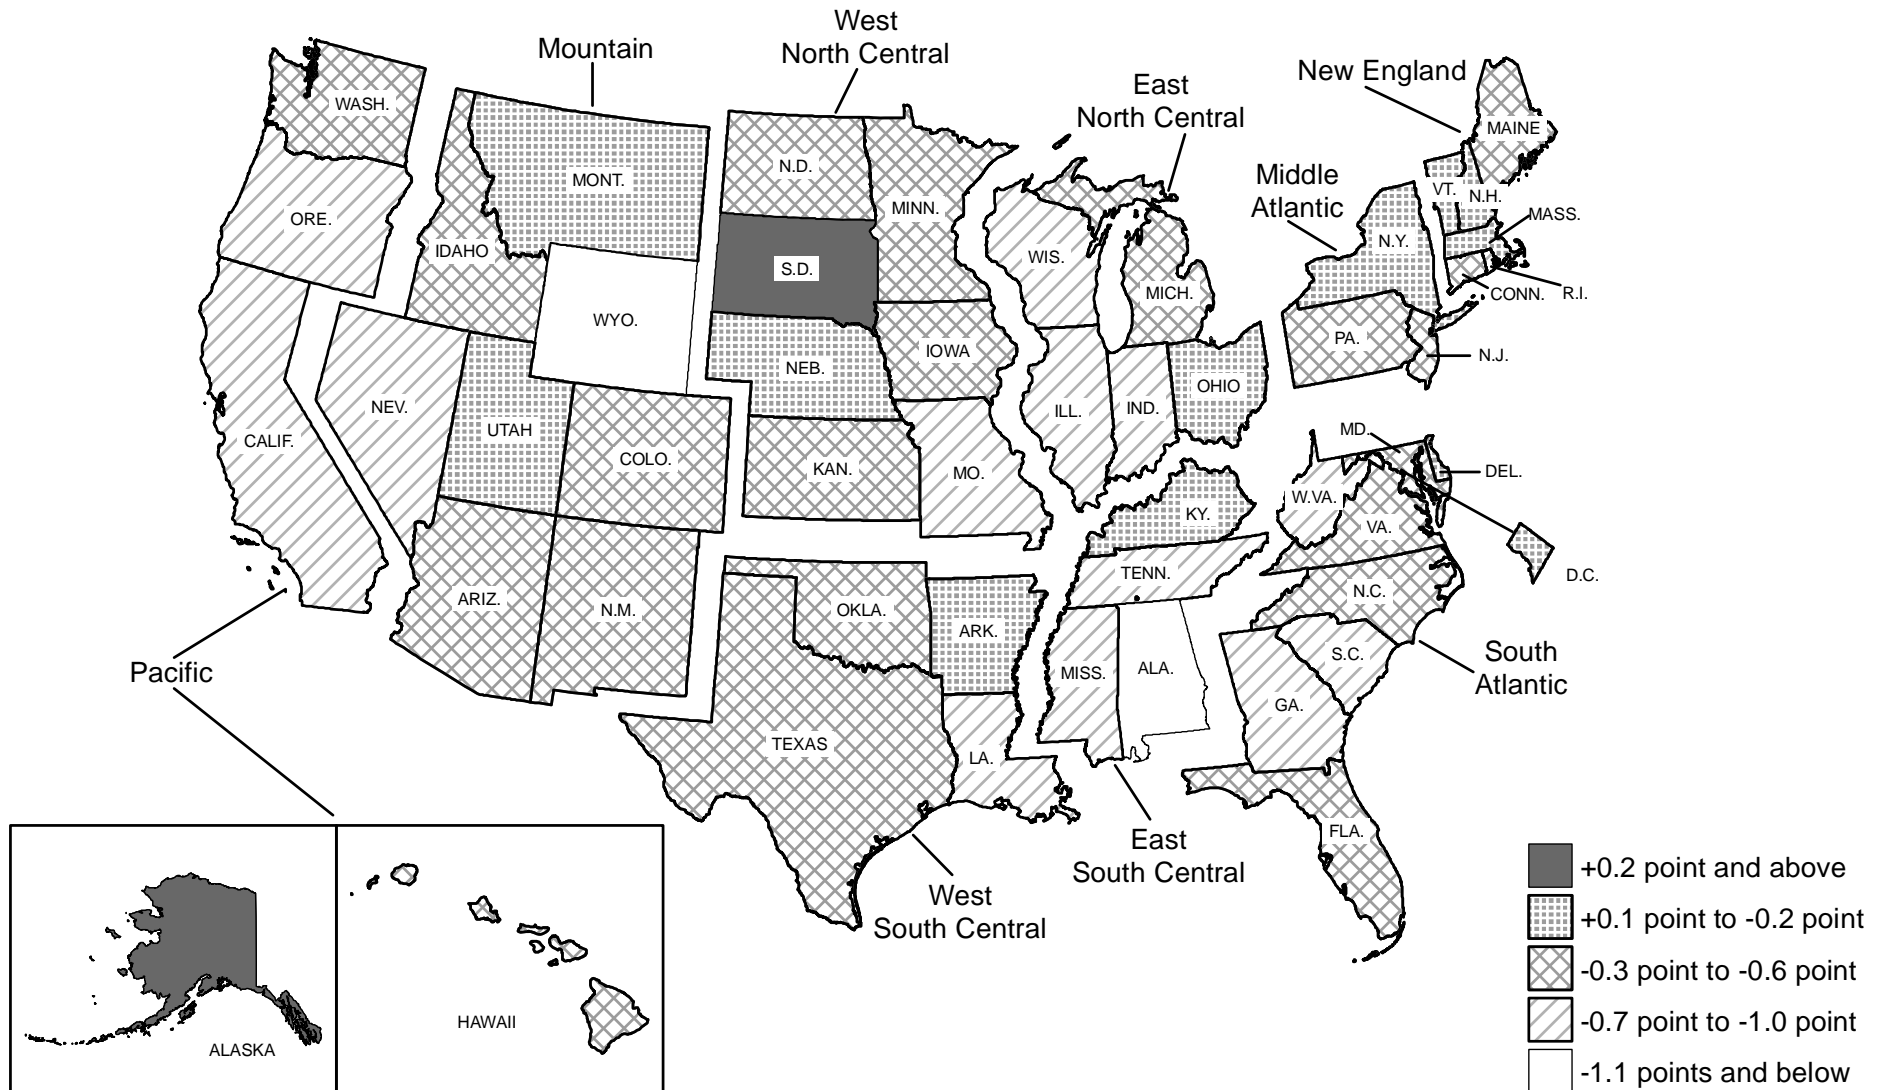 West
North Central
Mountain
East
North Central
New England
Middle
Atlantic
WASH.
MAINE
N.D.
MONT.
VT.
N.H.
MINN.
MASS.
ORE.
IDAHO
N.Y.
WIS.
S.D.
MICH.
CONN.
R.I.
WYO.
PA.
IOWA
N.J.
NEB.
OHIO
NEV.
ILL.
IND.
UTAH
MD.
CALIF.
COLO.
KAN.
MO.
DEL.
W.VA.
KY.
VA.
TENN.
D.C.
N.C.
ARIZ.
N.M.
OKLA.
ARK.
S.C.
South
Atlantic
Pacific
MISS.
ALA.
GA.
TEXAS
LA.
FLA.
East
South Central
West
South Central
HAWAII
ALASKA
+0.2 point and above
+0.1 point to -0.2 point
-0.3 point to -0.6 point
-0.7 point to -1.0 point
-1.1 points and below